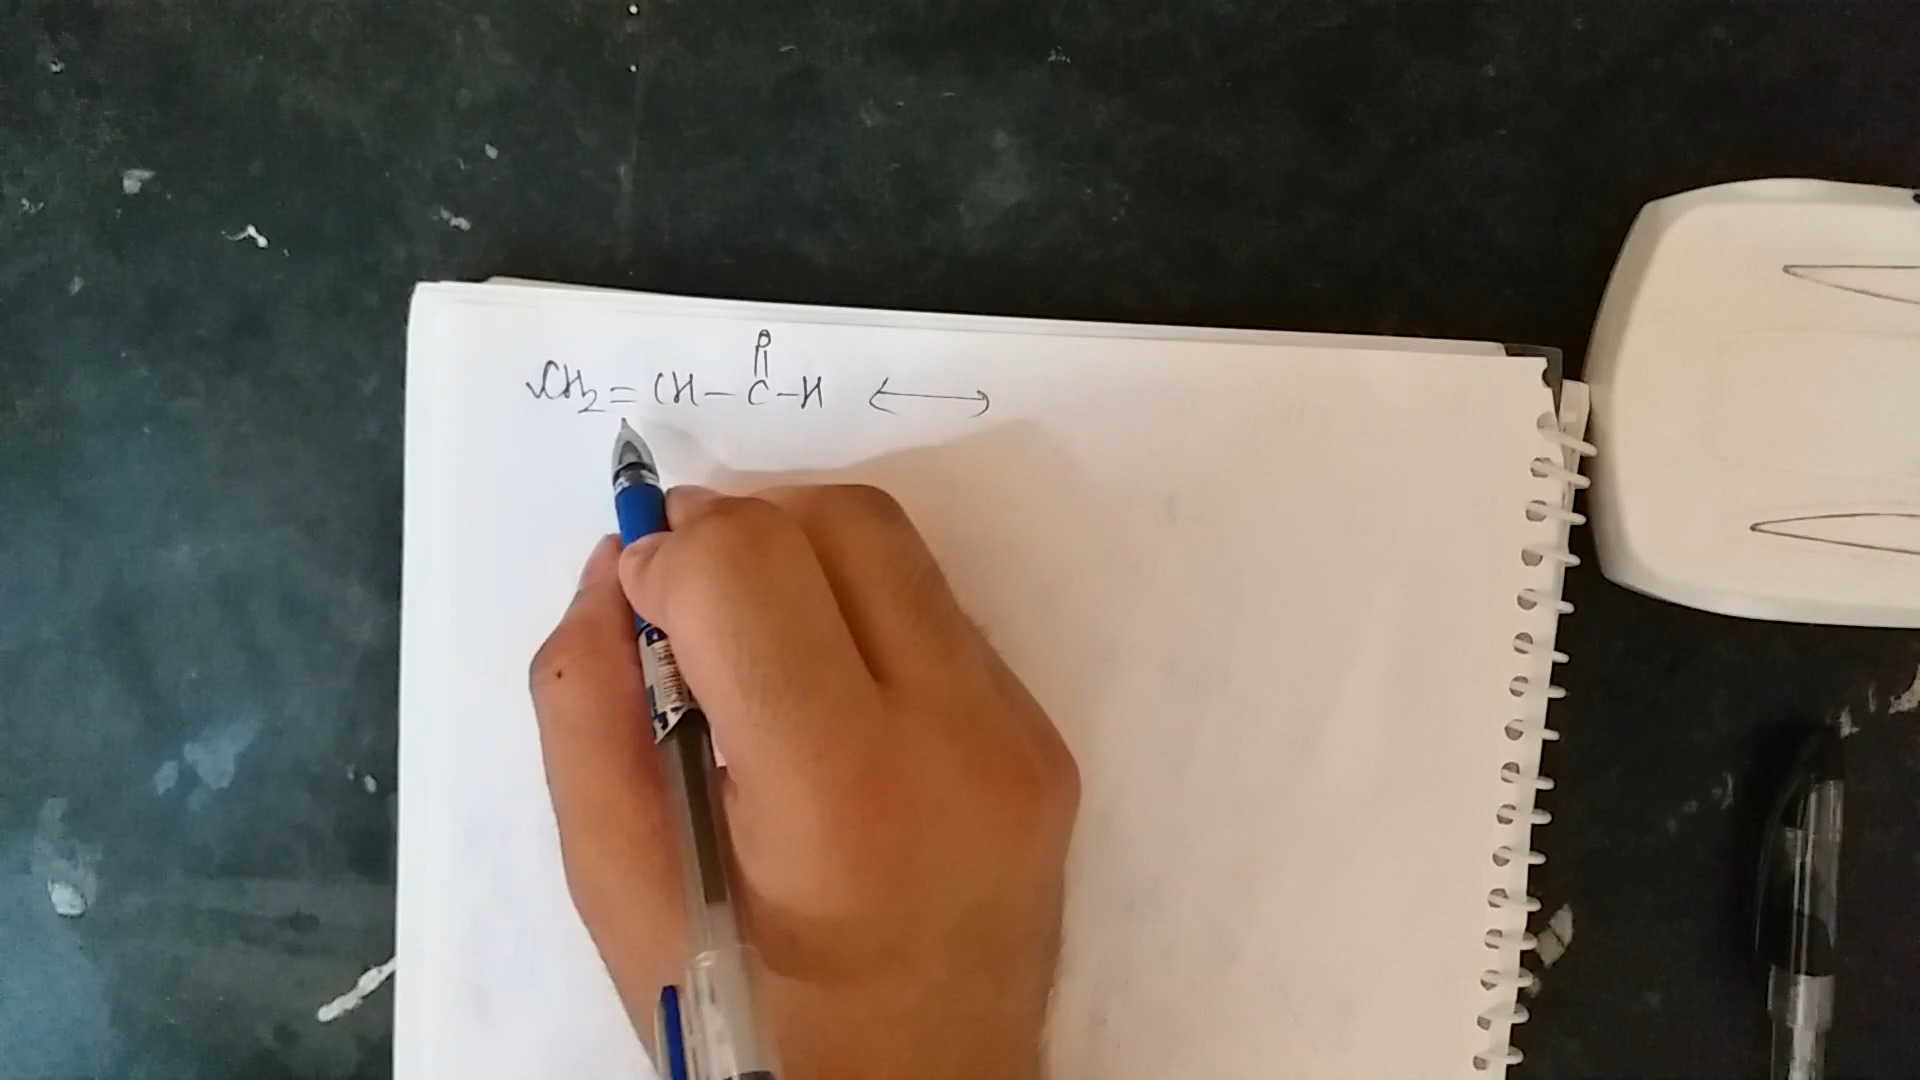 O
CH2 = CH – C – H ⟷